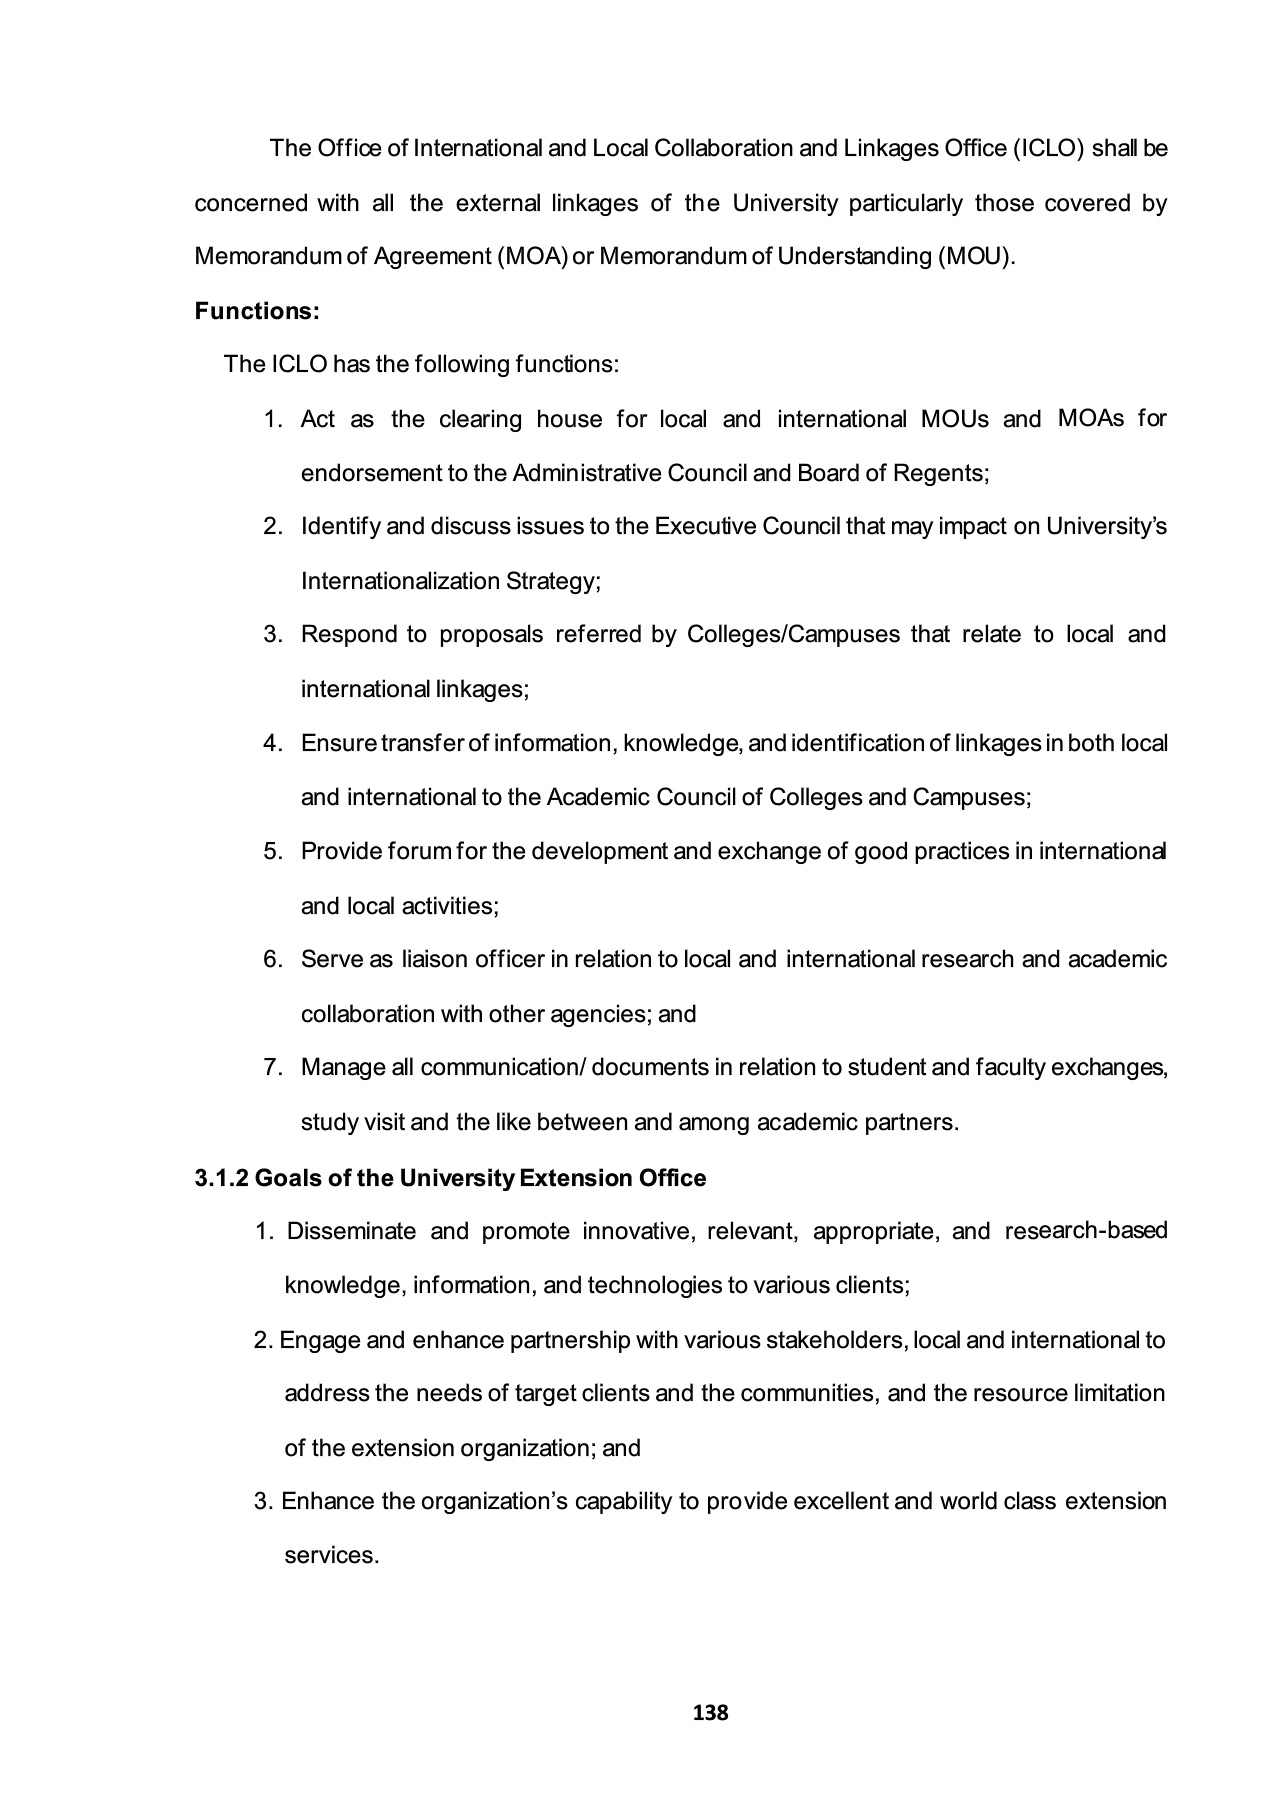 The Office of International and Local Collaboration and Linkages Office (ICLO) shall be
concerned with all the external linkages of the University particularly those covered by
Memorandum of Agreement (MOA) or Memorandum of Understanding (MOU).
Functions:
The ICLO has the following functions:
1. Act as the clearing house for local and international MOUs and MOAs for
endorsement to the Administrative Council and Board of Regents;
2. Identify and discuss issues to the Executive Council that may impact on University’s
Internationalization Strategy;
3. Respond to proposals referred by Colleges/Campuses that relate to local and
international linkages;
4. Ensure transfer of information, knowledge, and identification of linkages in both local
and international to the Academic Council of Colleges and Campuses;
5. Provide forum for the development and exchange of good practices in international
and local activities;
6. Serve as liaison officer in relation to local and international research and academic
collaboration with other agencies; and
7. Manage all communication/ documents in relation to student and faculty exchanges,
study visit and the like between and among academic partners.
3.1.2 Goals of the University Extension Office
1. Disseminate and promote innovative, relevant, appropriate, and research-based
knowledge, information, and technologies to various clients;
2. Engage and enhance partnership with various stakeholders, local and international to
address the needs of target clients and the communities, and the resource limitation
of the extension organization; and
3. Enhance the organization’s capability to provide excellent and world class extension
services.
138